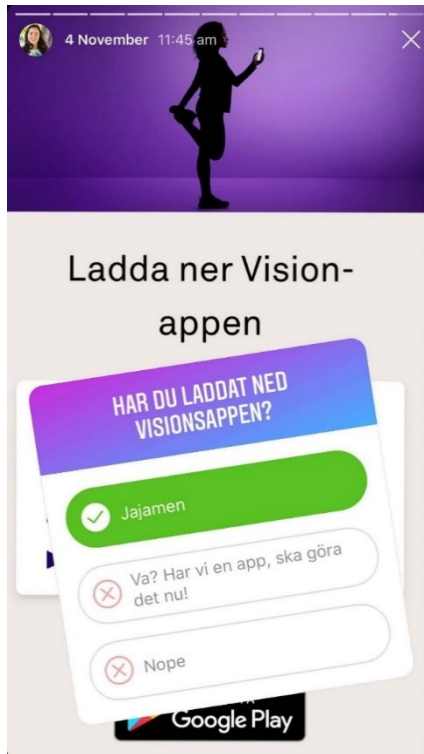 4 November 11:45 am
Ladda ner Vision-
appen
HAR DU LADDAT NED
VISIONSAPPEN?
Jajamen
Va? Har vi en app, ska göra
det nu!
Nope
Google Play